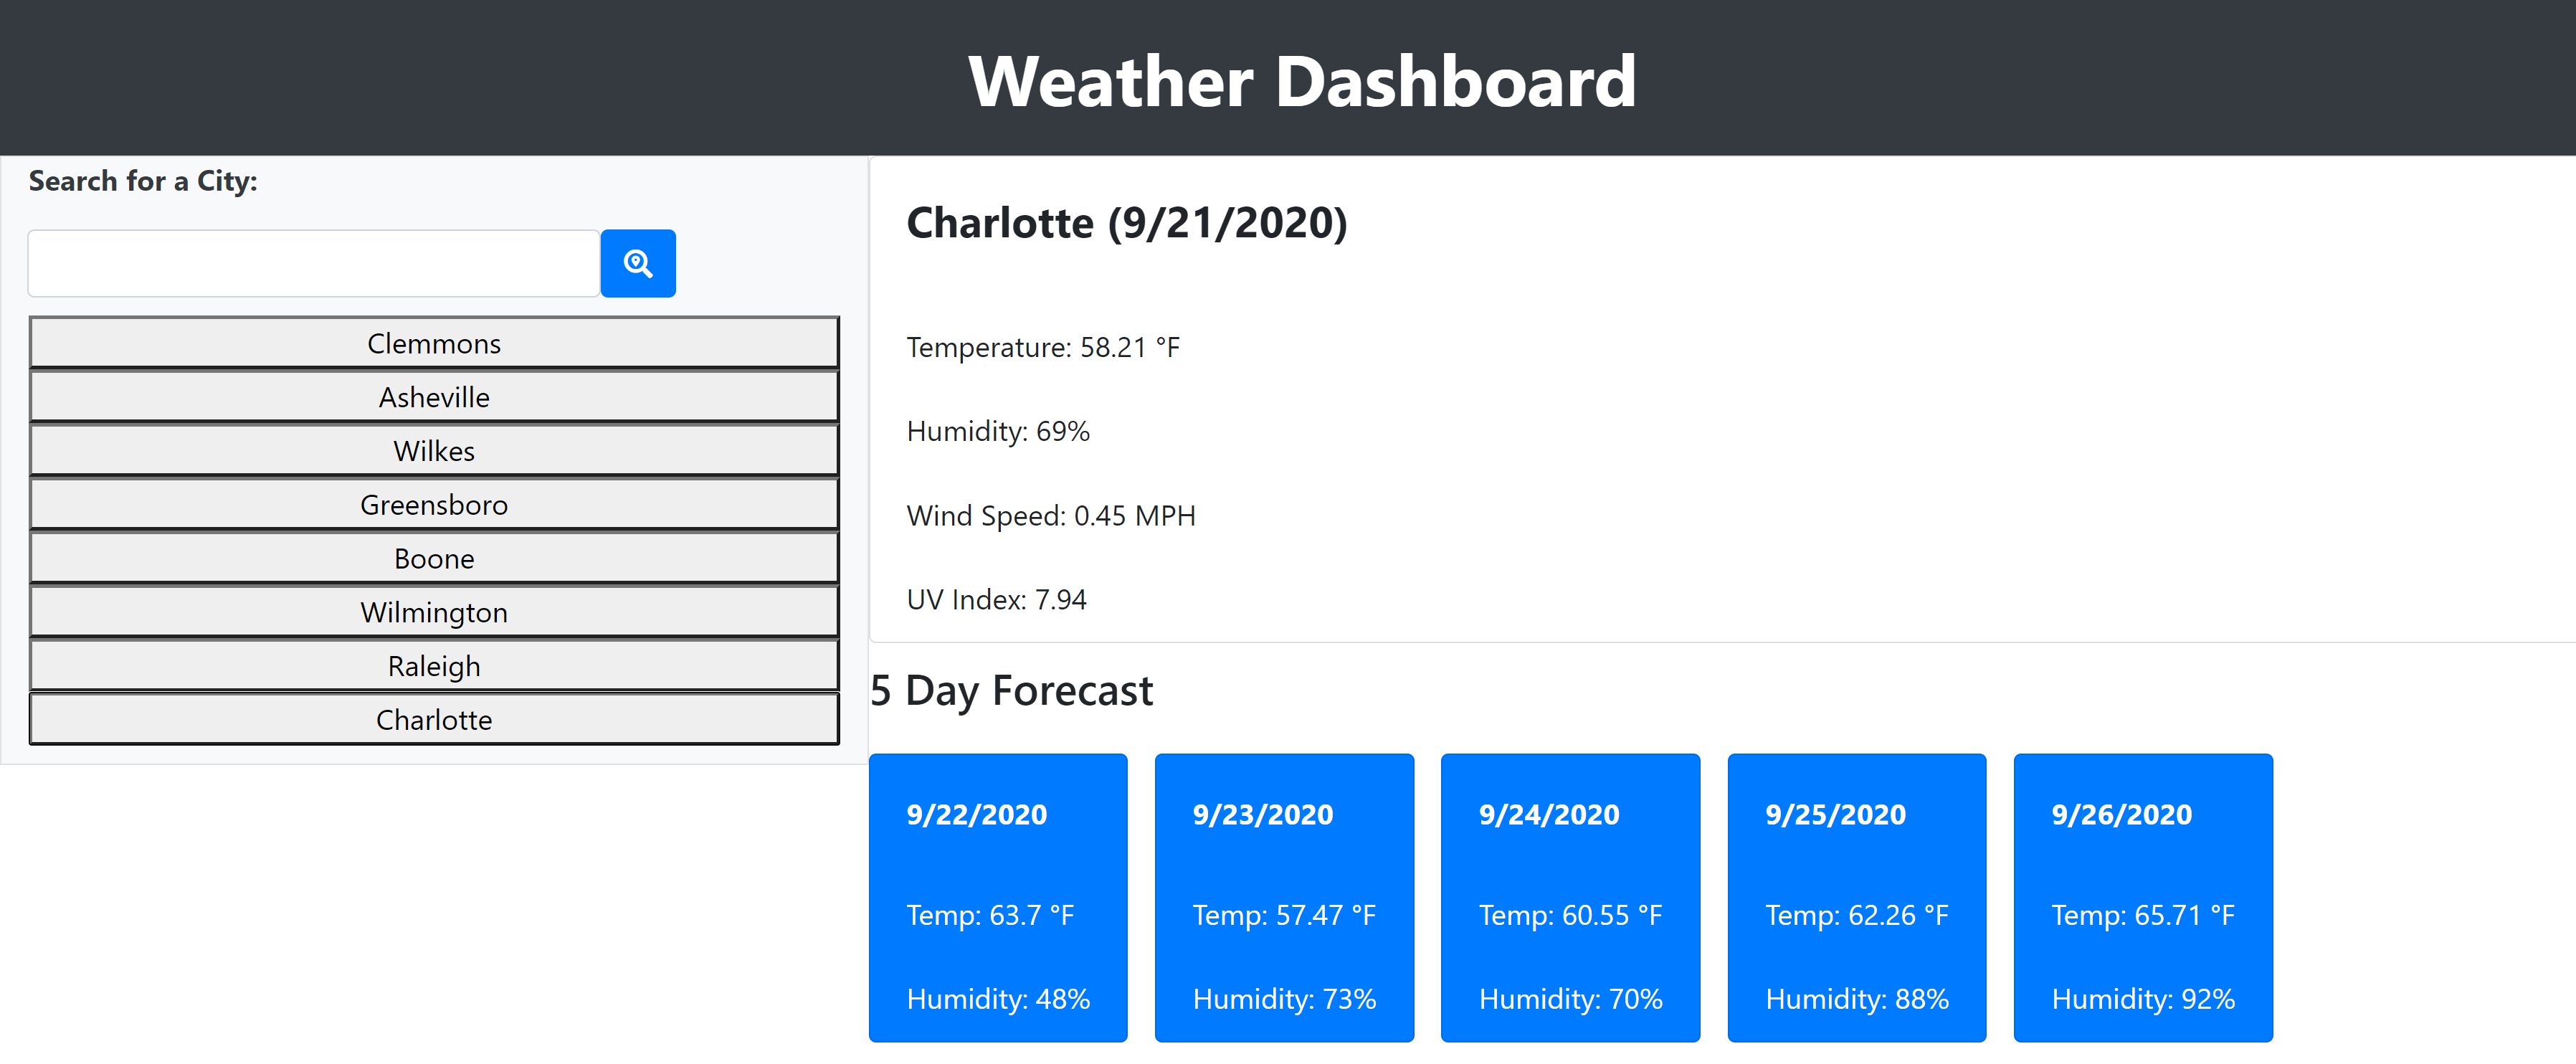 Weather Dashboard
Search for a City:
Clemmons
Asheville
Wilkes
Greensboro
Boone
Wilmington
Raleigh
Charlotte
Charlotte (9/21/2020)
Temperature: 58.21 °F
Humidity: 69%
Wind Speed: 0.45 MPH
UV Index: 7.94
5 Day Forecast
9/22/2020
Temp: 63.7 °F
Humidity: 48%
9/23/2020
Temp: 57.47 °F
Humidity: 73%
9/24/2020
Temp: 60.55 °F
Humidity: 70%
9/25/2020
Temp: 62.26 °F
Humidity: 88%
9/26/2020
Temp: 65.71 °F
Humidity: 92%